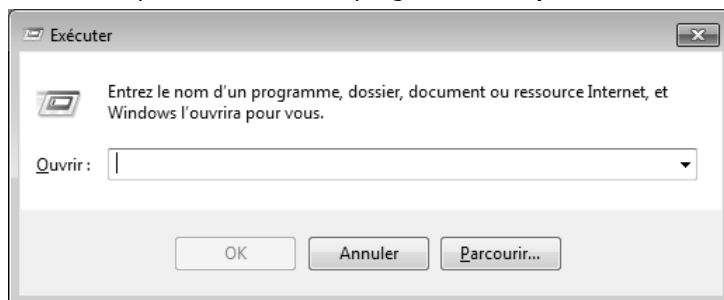 Exécuter
Entrez le nom d'un programme, dossier, document ou ressource Internet, et
Windows l'ouvrira pour vous.
Ouvrir :
OK
Annuler
Parcourir...